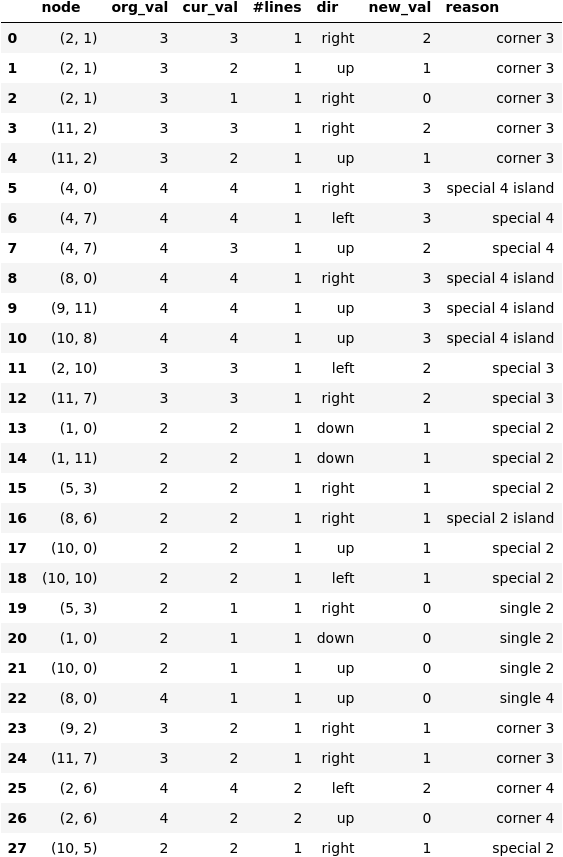 node org_val cur_val #lines dir new_val reason
0 (2, 1) 3 3 1 right 2 corner 3
1 (2, 1) 3 2 1 up 1 corner 3
2 (2, 1) 3 1 1 right 0 corner 3
3 (11, 2) 3 3 1 right 2 corner 3
4 (11, 2) 3 2 1 up 1 corner 3
5 (4, 0) 4 4 1 right 3 special 4 island
6 (4, 7) 4 4 1 left 3 special 4
7 (4, 7) 4 3 1 up 2 special 4
8 (8, 0) 4 4 1 right 3 special 4 island
9 (9, 11) 4 4 1 up 3 special 4 island
10 (10, 8) 4 4 1 up 3 special 4 island
11 (2, 10) 3 3 1 left 2 special 3
12 (11, 7) 3 3 1 right 2 special 3
13 (1, 0) 2 2 1 down 1 special 2
14 (1, 11) 2 2 1 down 1 special 2
15 (5, 3) 2 2 1 right 1 special 2
16 (8, 6) 2 2 1 right 1 special 2 island
17 (10, 0) 2 2 1 up 1 special 2
18 (10, 10) 2 2 1 left 1 special 2
19 (5, 3) 2 1 1 right 0 single 2
20 (1, 0) 2 1 1 down 0 single 2
21 (10, 0) 2 1 1 up 0 single 2
22 (8, 0) 4 1 1 up 0 single 4
23 (9, 2) 3 2 1 right 1 corner 3
24 (11, 7) 3 2 1 right 1 corner 3
25 (2, 6) 4 4 2 left 2 corner 4
26 (2, 6) 4 2 2 up 0 corner 4
27 (10, 5) 2 2 1 right 1 special 2